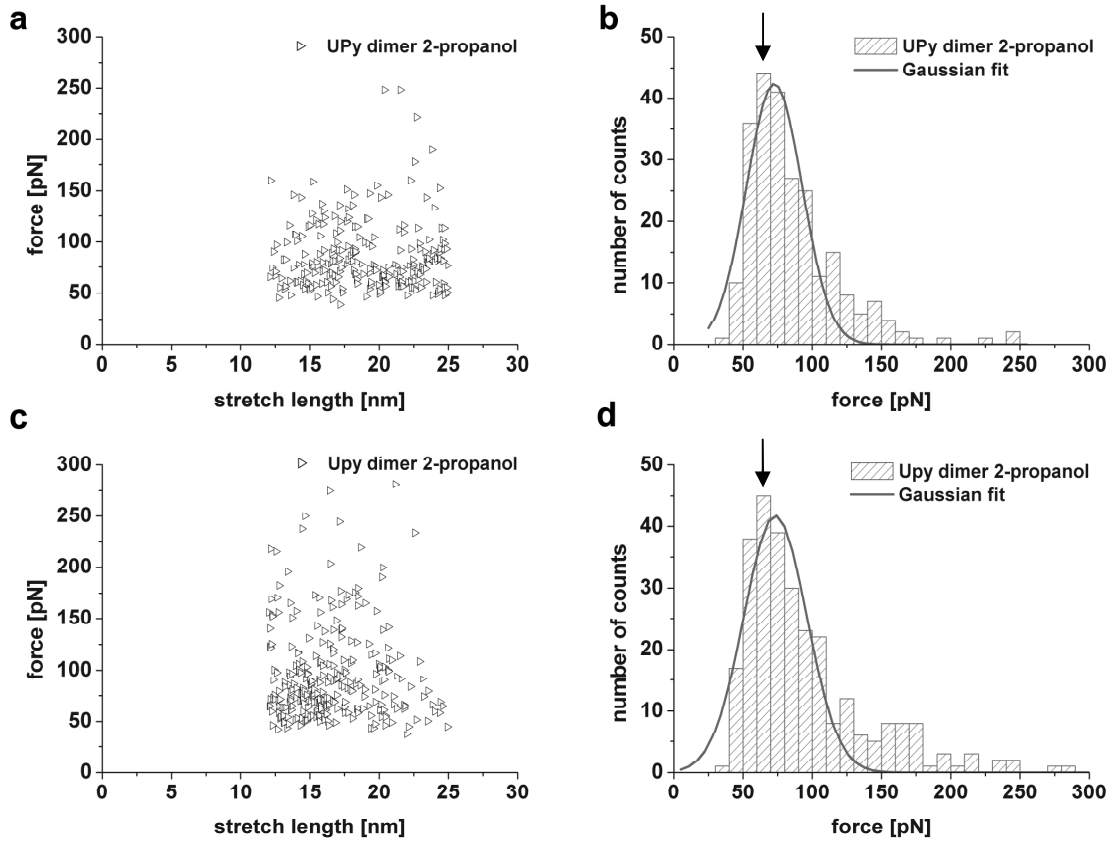 a
300
250
200
150
100
50
0
0 5 10 15 20 25 30
force [pN]
stretch length [nm]
UPy dimer 2-propanol
b
50
40
30
20
10
0
0 50 100 150 200 250 300
number of counts
force [pN]
UPy dimer 2-propanol
Gaussian fit
c
300
250
200
150
100
50
0
0 5 10 15 20 25 30
force [pN]
stretch length [nm]
Upy dimer 2-propanol
d
50
40
30
20
10
0
0 50 100 150 200 250 300
number of counts
force [pN]
Upy dimer 2-propanol
Gaussian fit